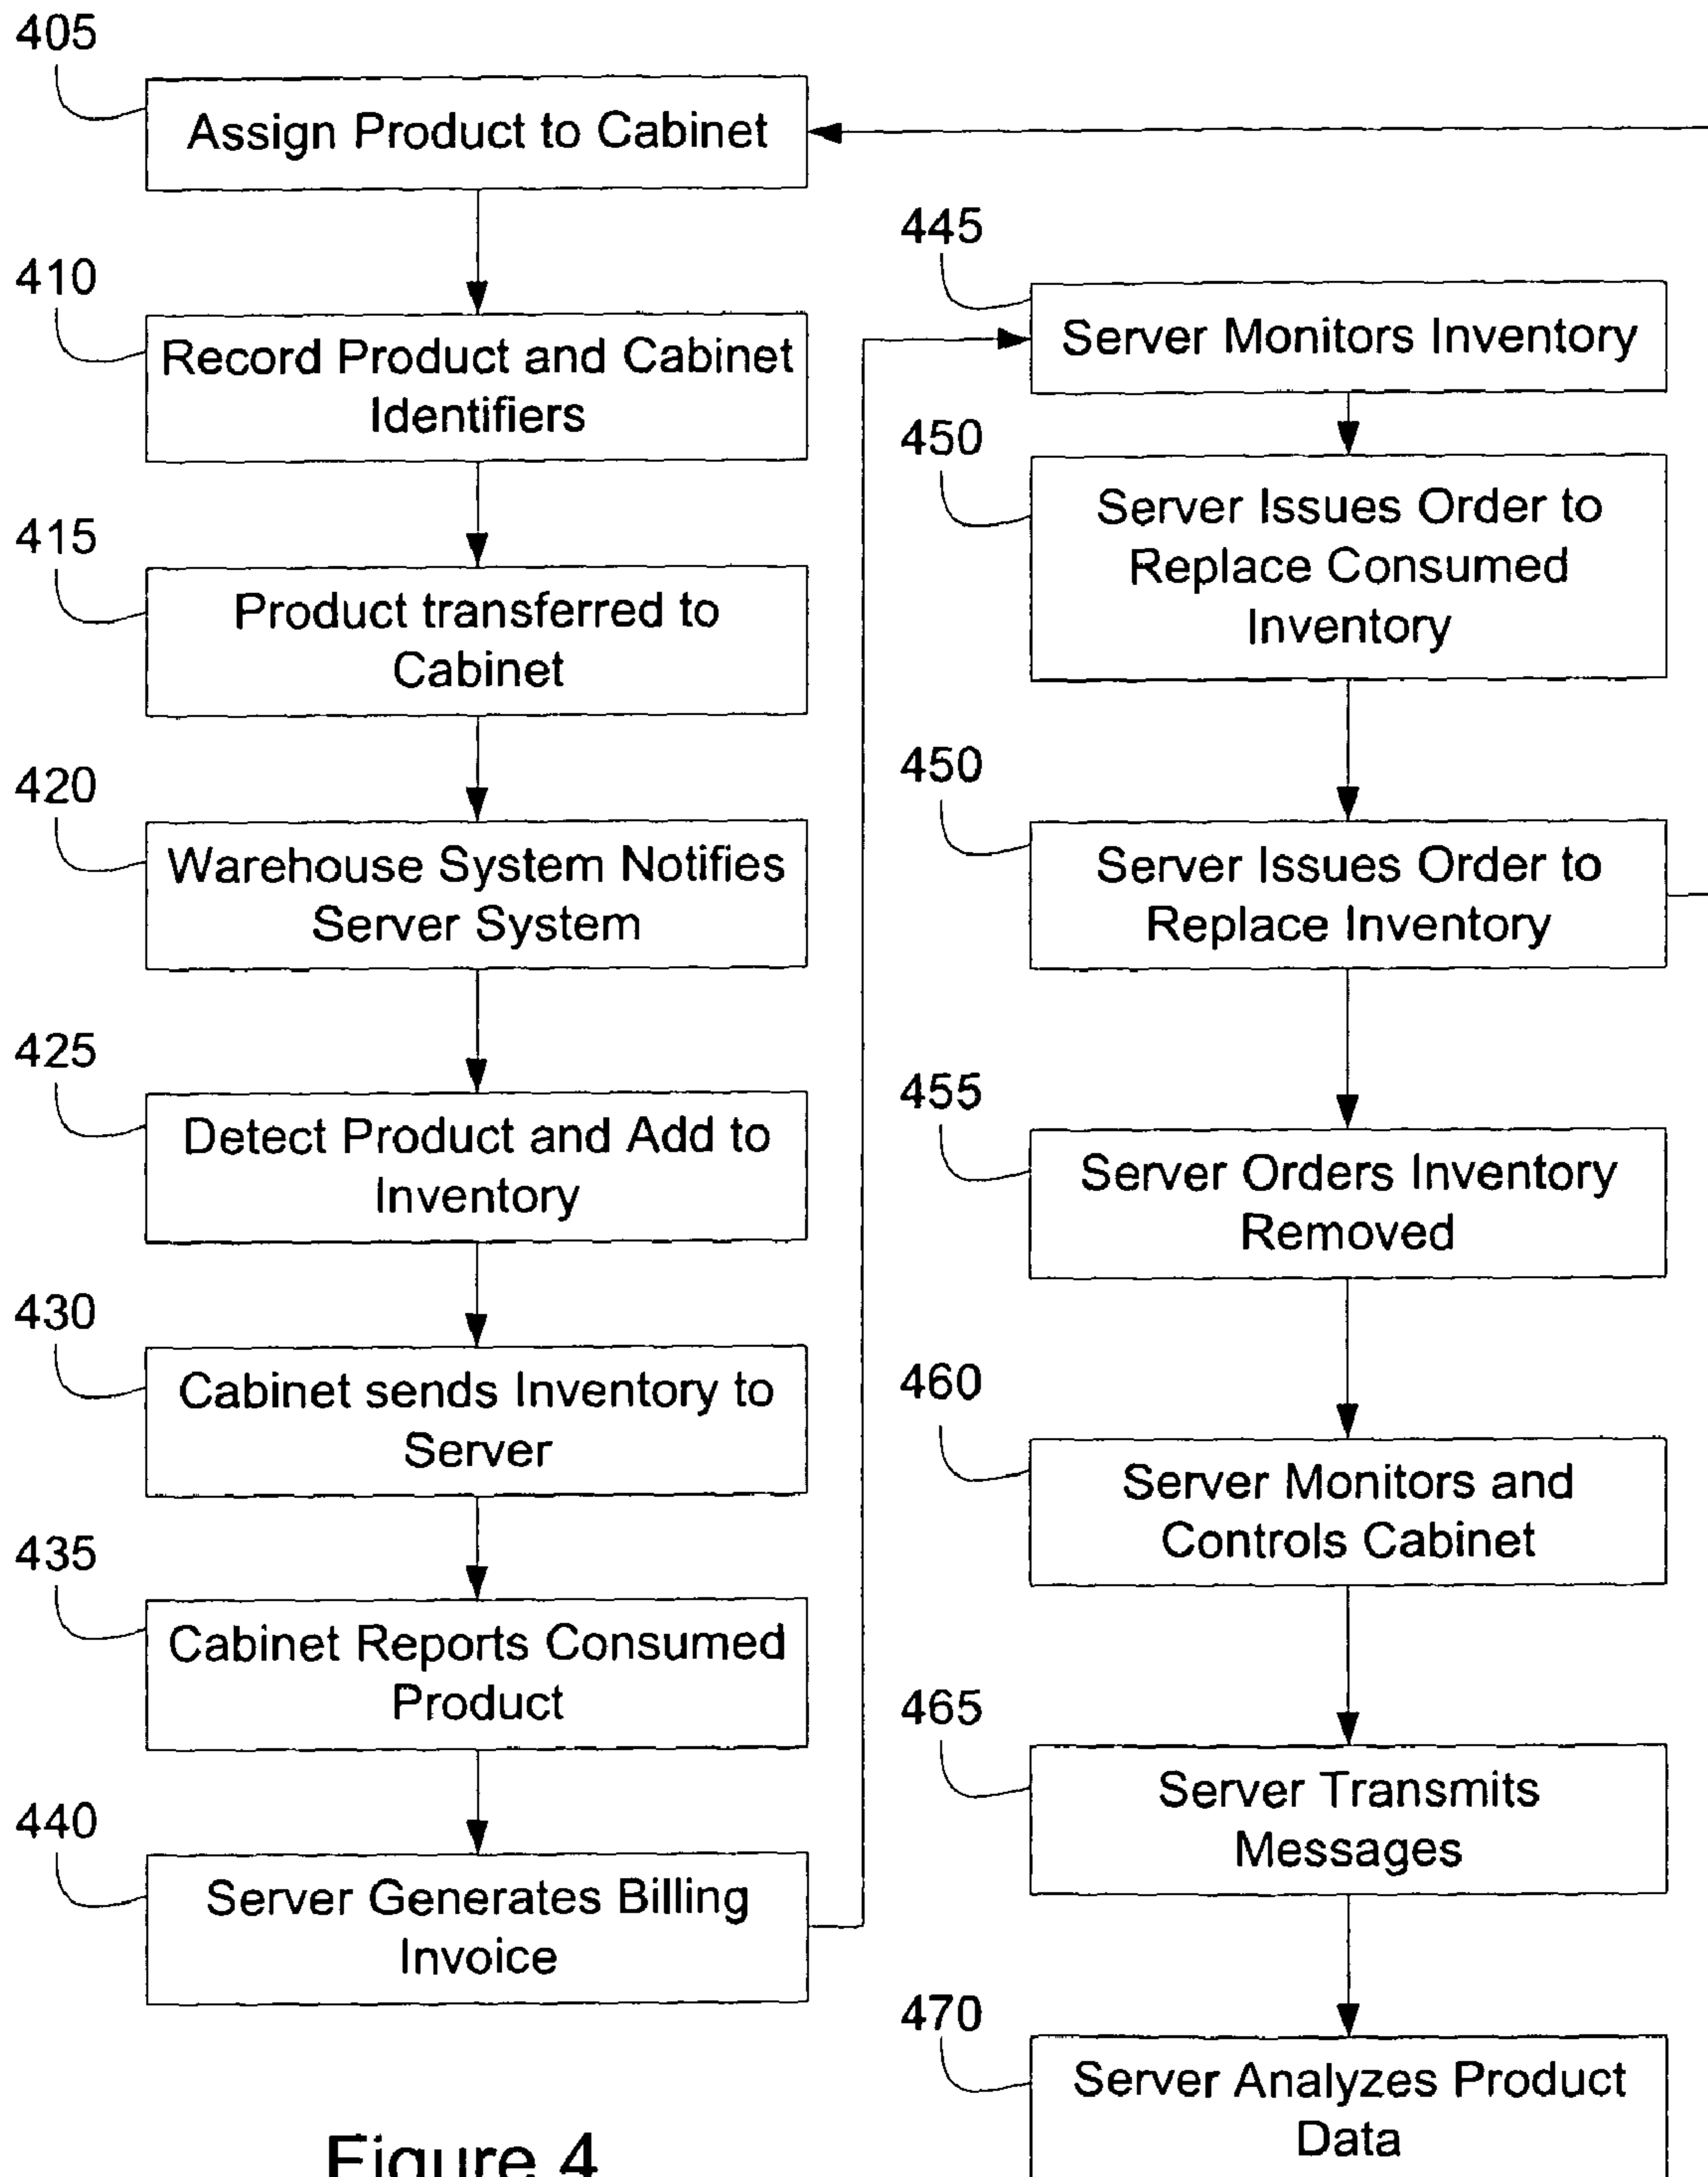 405
Assign Product to Cabinet
410
Record Product and Cabinet
Identifiers
415
Product transferred to
Cabinet
420
Warehouse System Notifies
Server System
425
Detect Product and Add to
Inventory
430
Cabinet sends Inventory to
Server
435
Cabinet Reports Consumed
Product
440
Server Generates Billing
Invoice
445
Server Monitors Inventory
450
Server Issues Order to
Replace Consumed
Inventory
450
Server Issues Order to
Replace Inventory
455
Server Orders Inventory
Removed
460
Server Monitors and
Controls Cabinet
465
Server Transmits
Messages
470
Server Analyzes Product
Data
Figure 4